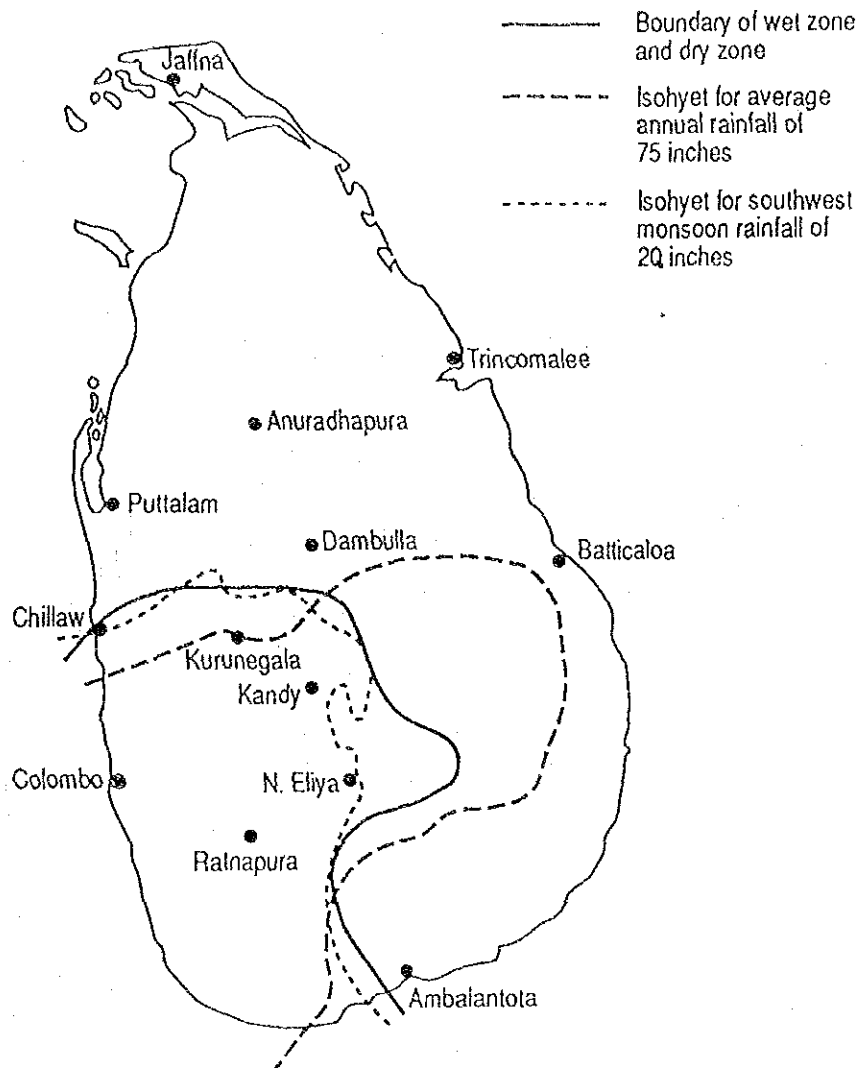 Boundary of wet zone
and dry zone
Isohyet for average
annual rainfall of
75 inches
Isohyet for southwest
monsoon rainfall of
20 inches
Jaffna
Trincomalee
Anuradhapura
Puttalam
Dambulla
Batticaloa
Chillaw
Kurunegala
Kandy
Colombo
N. Eliya
Ratnapura
Ambalantota